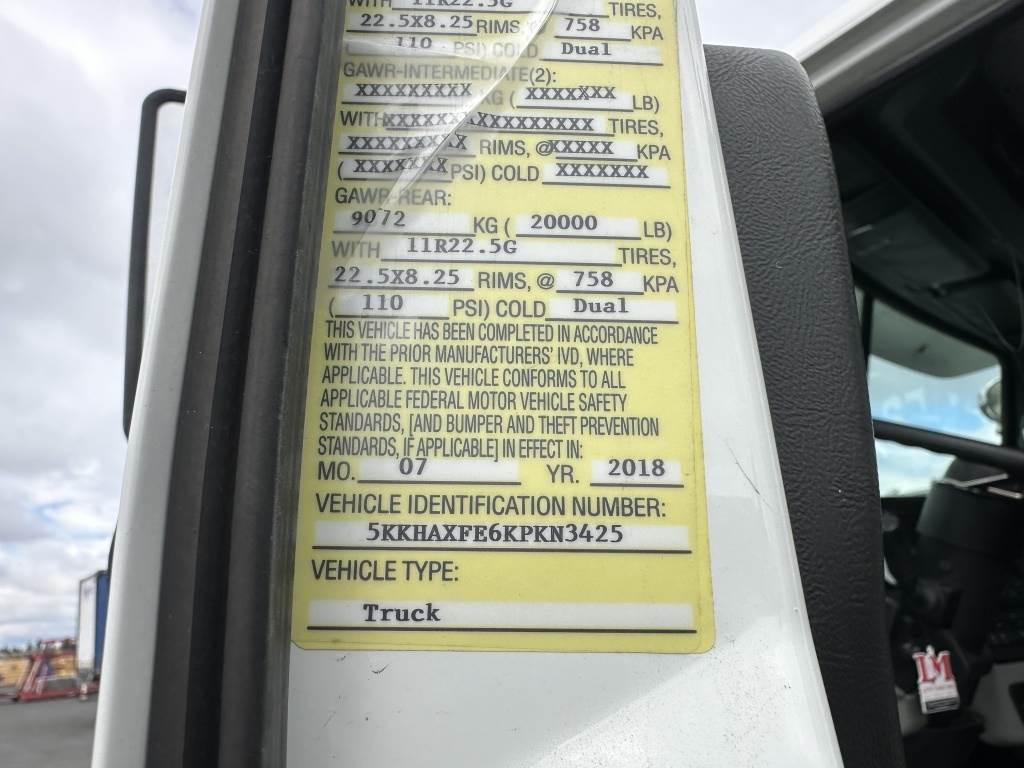 WITH 11R22.5G TIRES,
22.5X8.25 RIMS, @ 758 KPA
( 110 PSI) COLD Dual
GAWR-INTERMEDIATE(2):
XXXXXXXXX KG ( XXXXXXX LB)
WITH XXXXXXXXXXXXXXXXXX TIRES,
XXXXXXXXX RIMS, @XXXXX KPA
( XXXXXXX PSI) COLD XXXXXXX
GAWR-REAR:
9072 KG ( 20000 LB)
WITH 11R22.5G TIRES,
22.5X8.25 RIMS, @ 758 KPA
( 110 PSI) COLD Dual
THIS VEHICLE HAS BEEN COMPLETED IN ACCORDANCE
WITH THE PRIOR MANUFACTURERS' IVD, WHERE
APPLICABLE. THIS VEHICLE CONFORMS TO ALL
APPLICABLE FEDERAL MOTOR VEHICLE SAFETY
STANDARDS, [AND BUMPER AND THEFT PREVENTION
STANDARDS, IF APPLICABLE] IN EFFECT IN:
MO. 07 YR. 2018
VEHICLE IDENTIFICATION NUMBER:
5KKHAXFE6KPKN3425
VEHICLE TYPE:
Truck